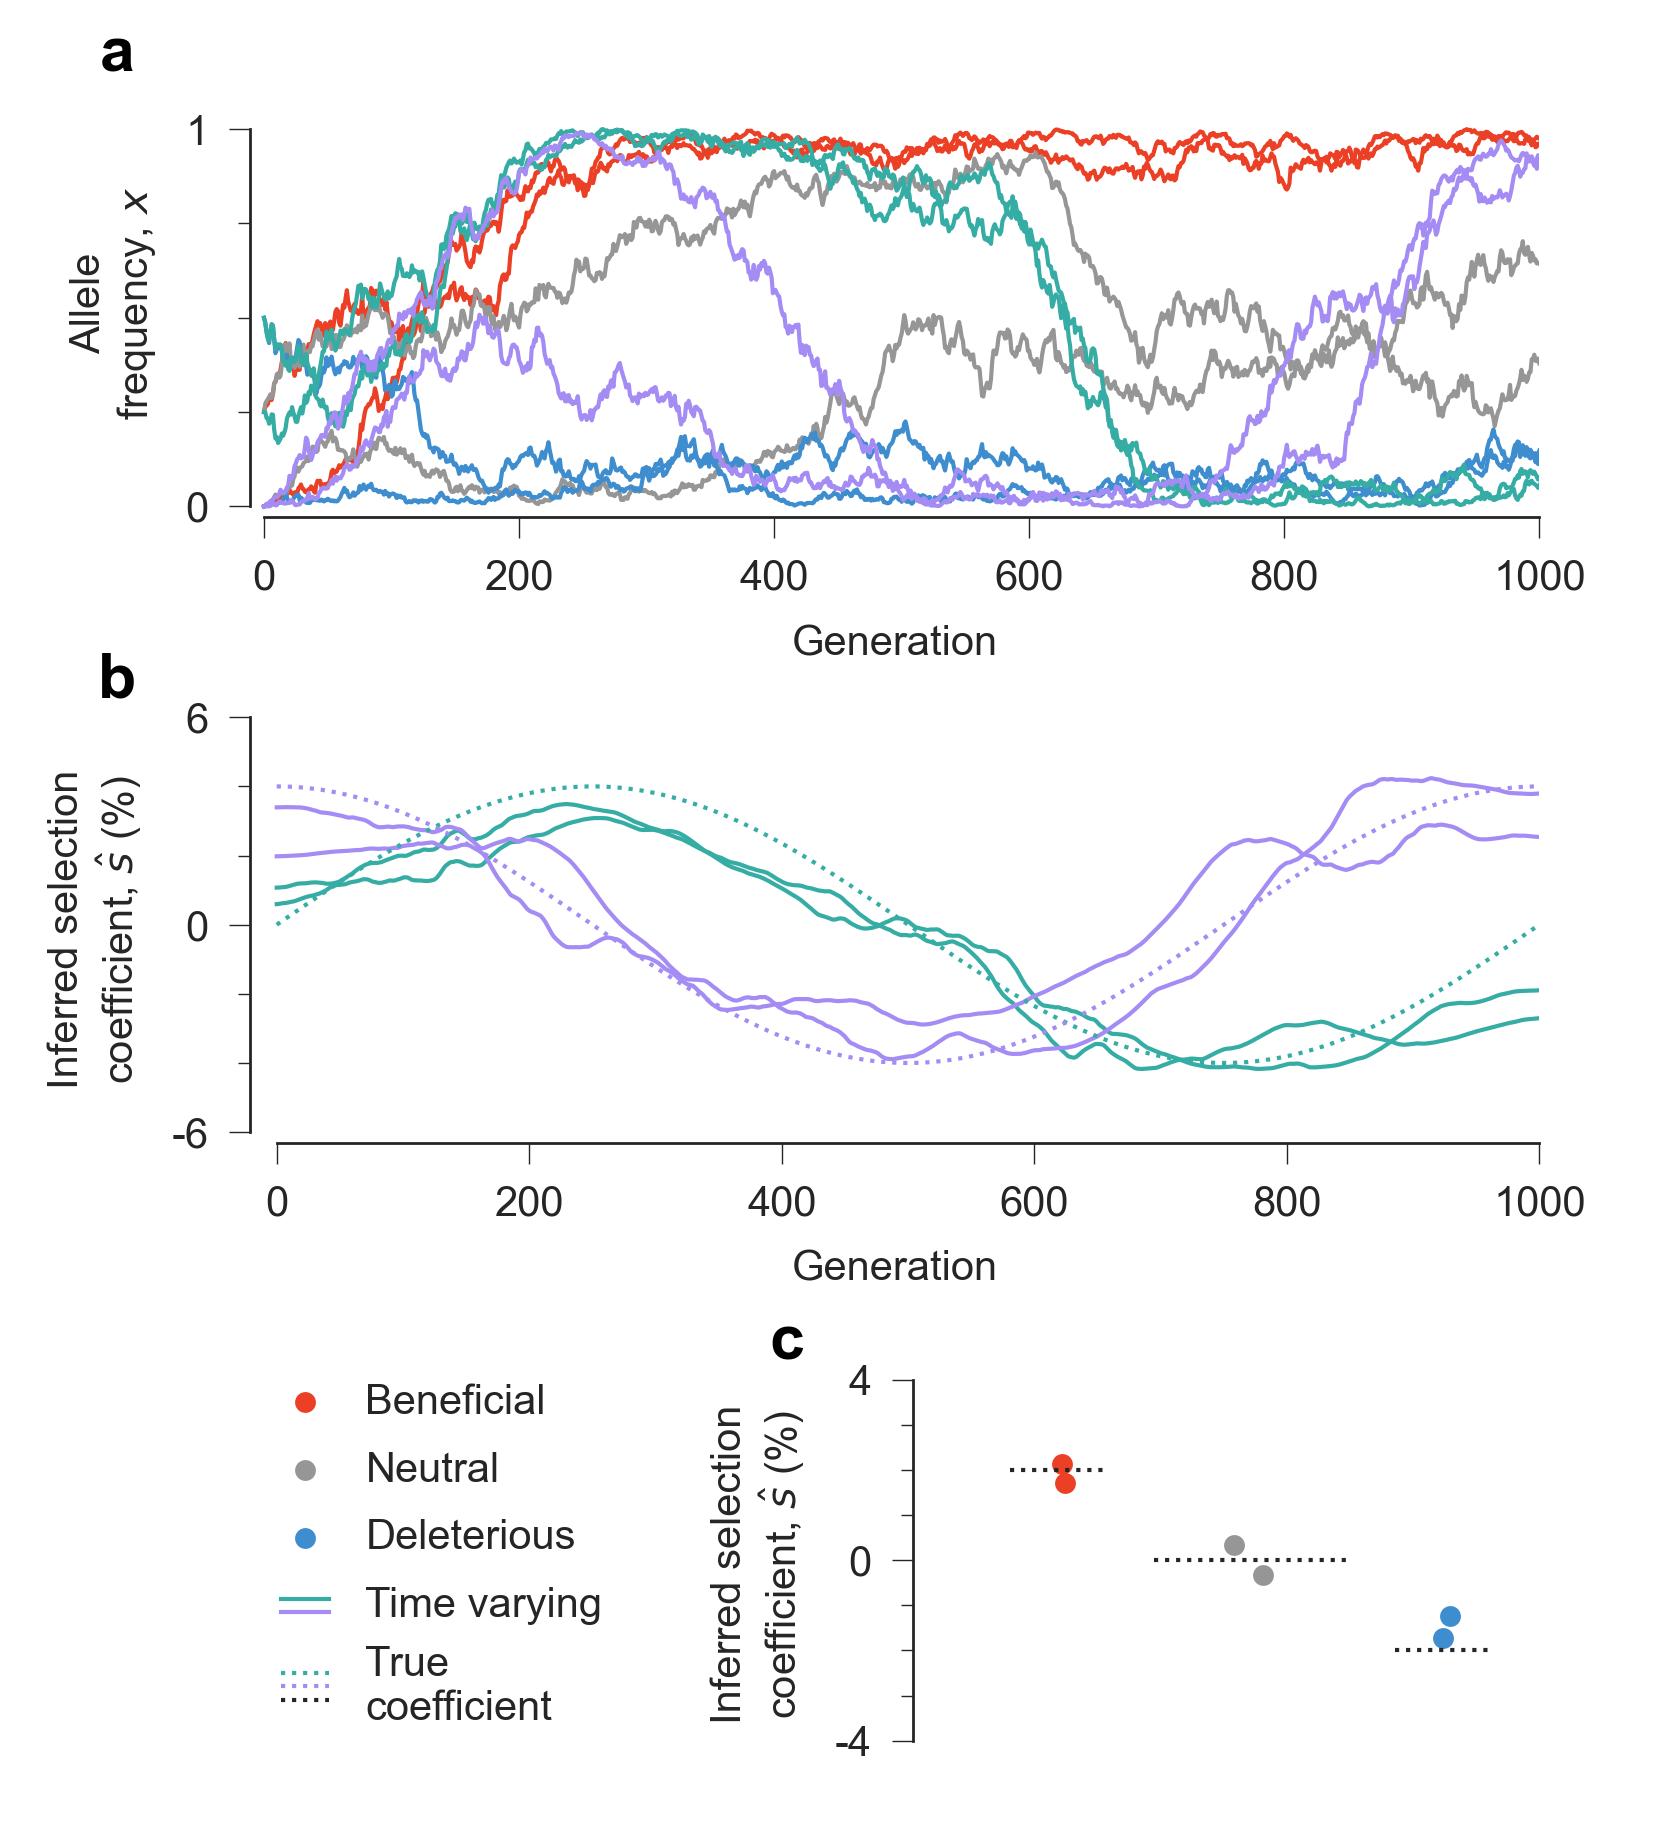 a
Allele
frequency, x
1
0
0 200 400 600 800 1000
Generation
b
Inferred selection
coefficient, ŝ (%)
6
0
-6
0 200 400 600 800 1000
Generation
Beneficial
Neutral
Deleterious
Time varying
True
coefficient
c
Inferred selection
coefficient, ŝ (%)
4
0
-4